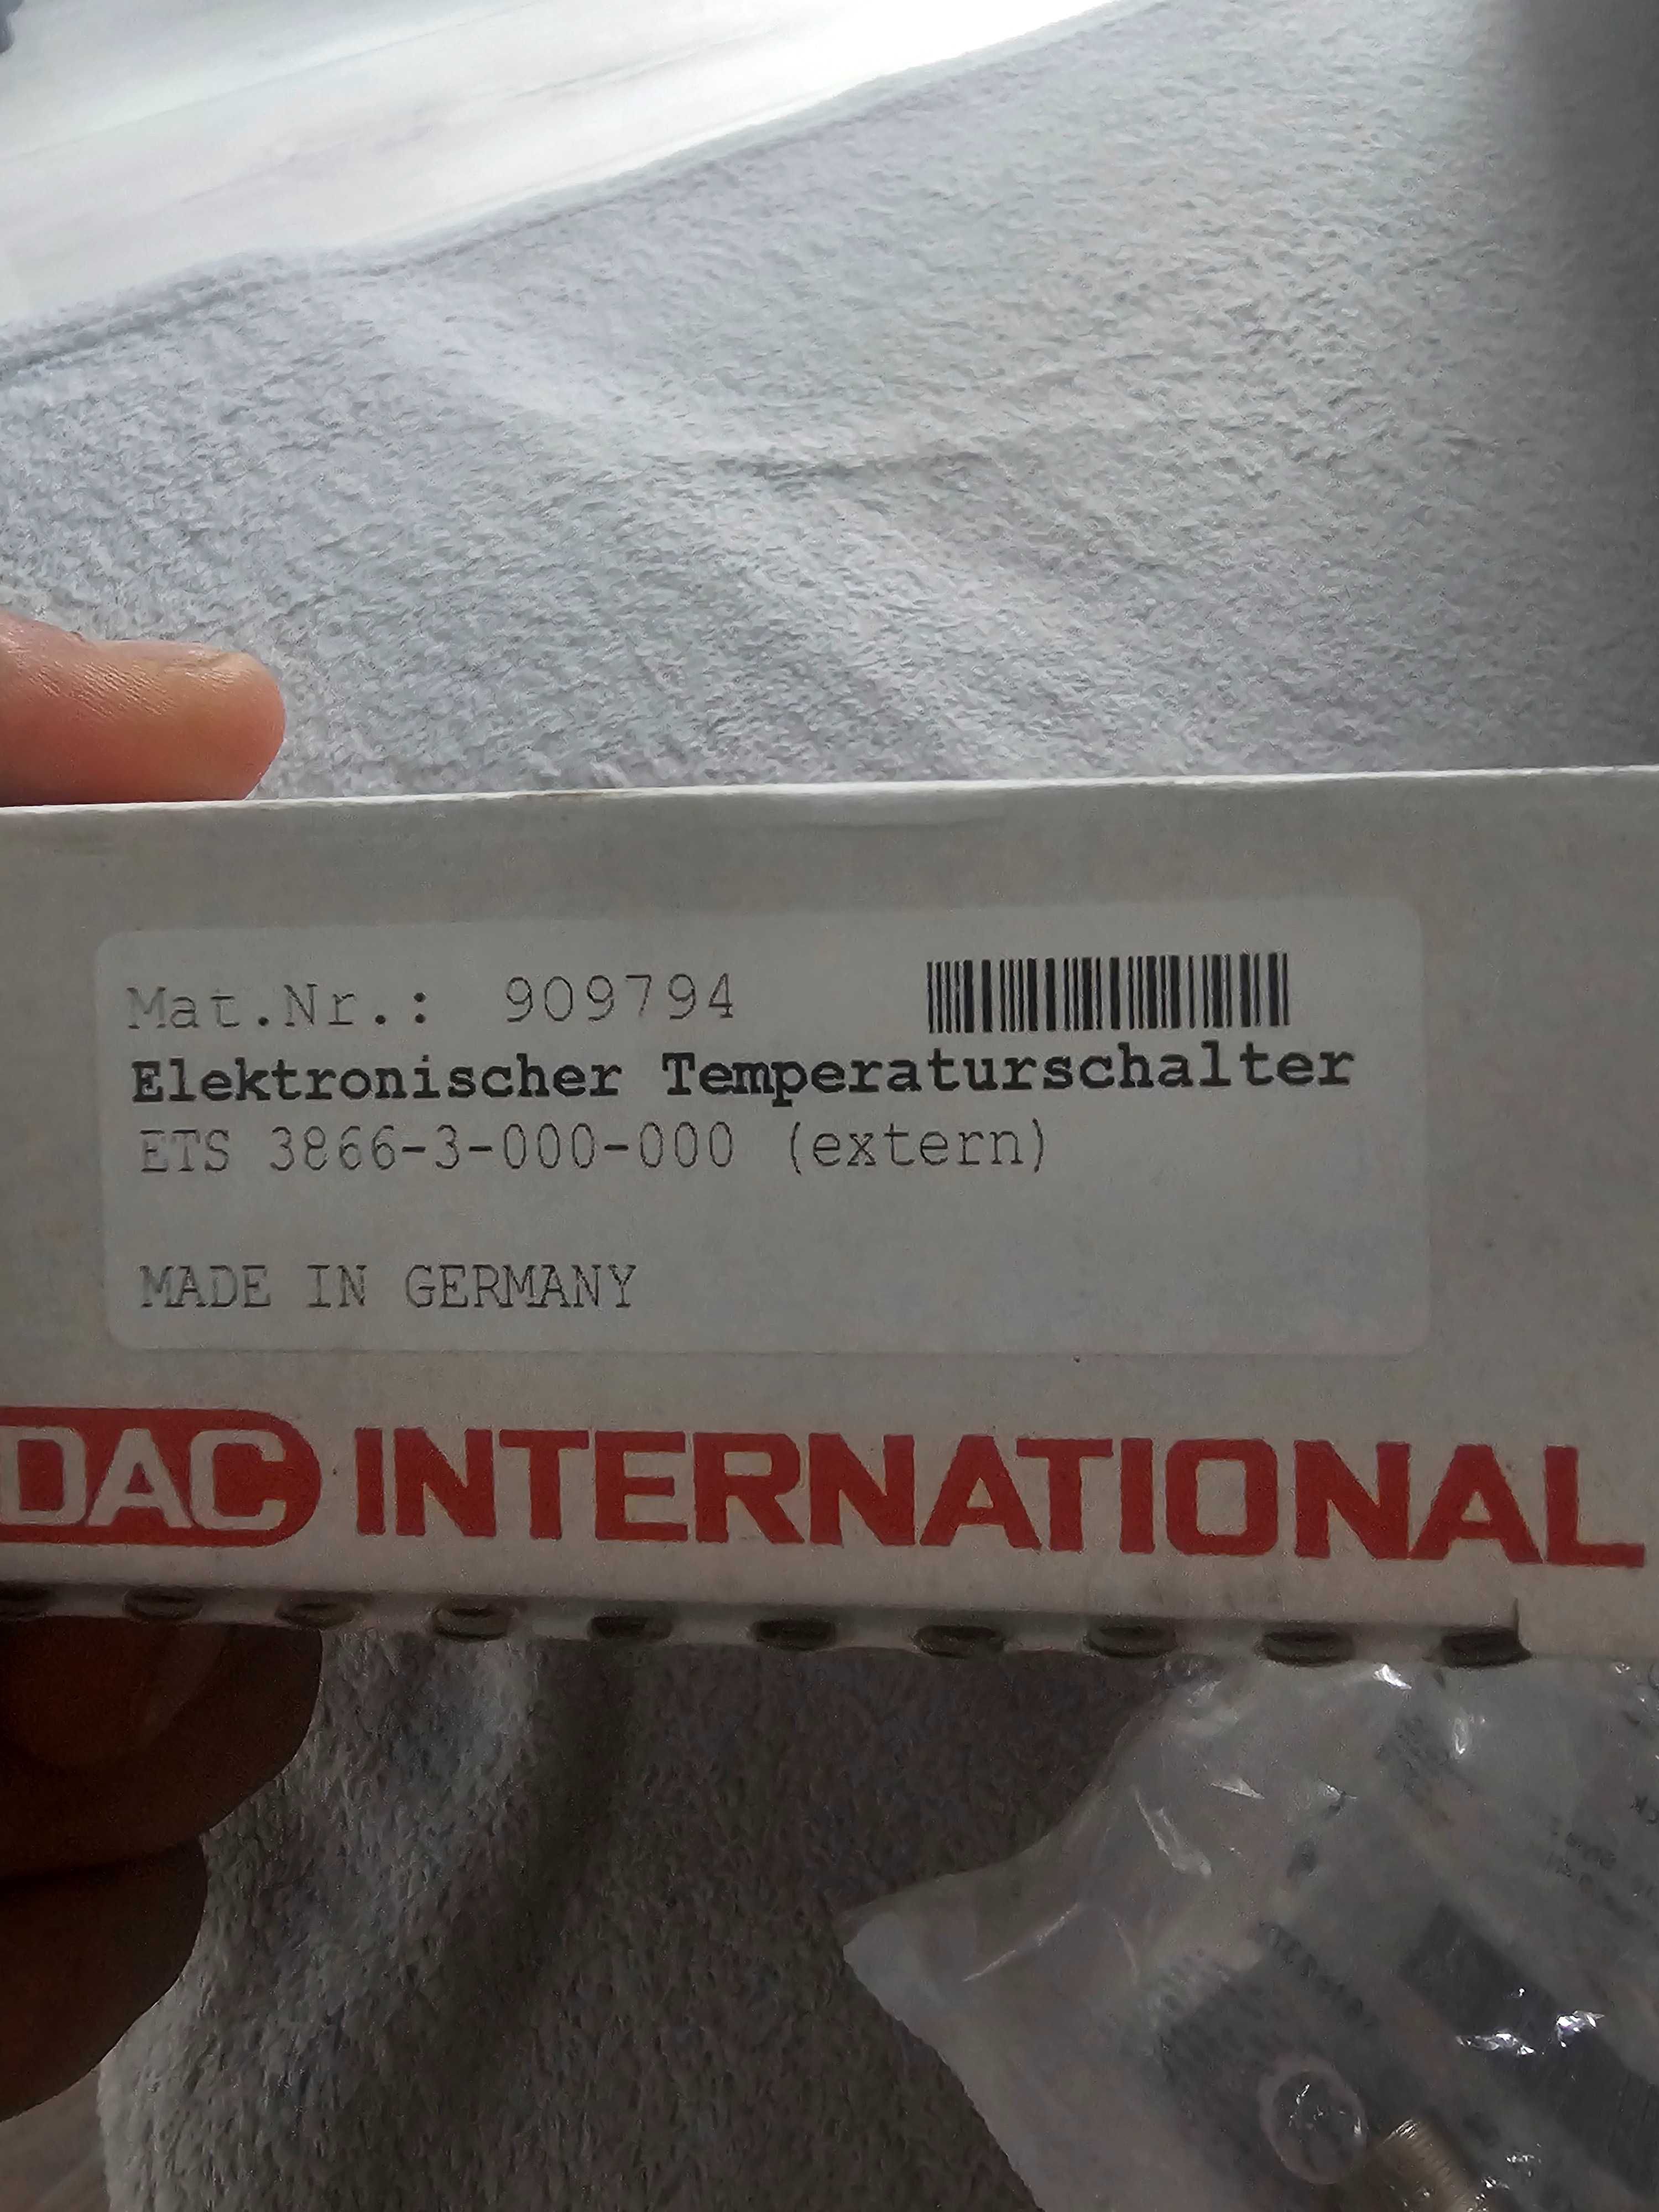 Mat.Nr.: 909794
Elektronischer Temperaturschalter
ETS 3866-3-000-000 (extern)
MADE IN GERMANY
DAC INTERNATIONAL